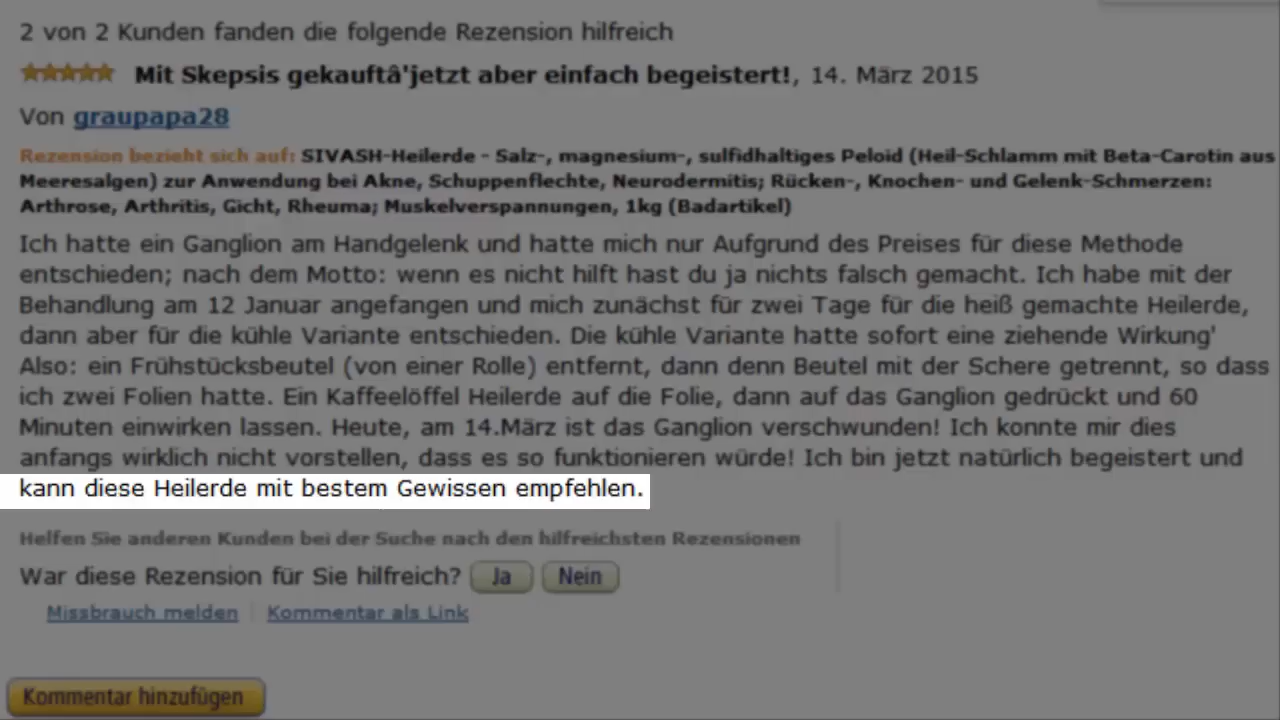 2 von 2 Kunden fanden die folgende Rezension hilfreich
Mit Skepsis gekauftâ'jetzt aber einfach begeistert!, 14. März 2015
Von graupapa28
Rezension bezieht sich auf: SIVASH-Heilerde - Salz-, magnesium-, sulfidhaltiges Peloid (Heil-Schlamm mit Beta-Carotin aus
Meeresalgen) zur Anwendung bei Akne, Schuppenflechte, Neurodermitis; Rücken-, Knochen- und Gelenk-Schmerzen:
Arthrose, Arthritis, Gicht, Rheuma; Muskelverspannungen, 1kg (Badartikel)
Ich hatte ein Ganglion am Handgelenk und hatte mich nur Aufgrund des Preises für diese Methode
entschieden; nach dem Motto: wenn es nicht hilft hast du ja nichts falsch gemacht. Ich habe mit der
Behandlung am 12 Januar angefangen und mich zunächst für zwei Tage für die heiß gemachte Heilerde,
dann aber für die kühle Variante entschieden. Die kühle Variante hatte sofort eine ziehende Wirkung'
Also: ein Frühstücksbeutel (von einer Rolle) entfernt, dann denn Beutel mit der Schere getrennt, so dass
ich zwei Folien hatte. Ein Kaffeelöffel Heilerde auf die Folie, dann auf das Ganglion gedrückt und 60
Minuten einwirken lassen. Heute, am 14.März ist das Ganglion verschwunden! Ich konnte mir dies
anfangs wirklich nicht vorstellen, dass es so funktionieren würde! Ich bin jetzt natürlich begeistert und
kann diese Heilerde mit bestem Gewissen empfehlen.
Helfen Sie anderen Kunden bei der Suche nach den hilfreichsten Rezensionen
War diese Rezension für Sie hilfreich? Ja Nein
Missbrauch melden Kommentar als Link
Kommentar hinzufügen